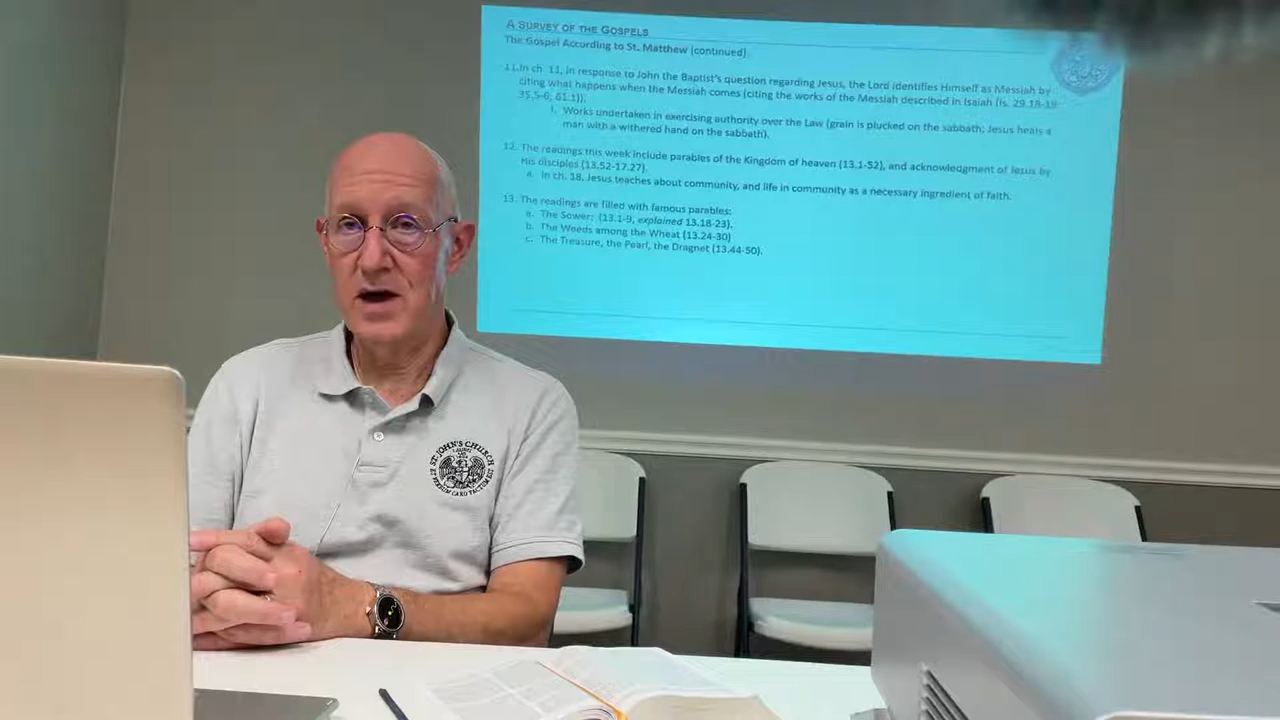 A SURVEY OF THE GOSPELS
The Gospel According to St. Matthew (continued)
11.In ch 11, in response to John the Baptist's question regarding Jesus, the Lord identifies Himself as Messiah by
citing what happens when the Messiah comes (citing the works of the Messiah described in Isaiah (Is. 29.18-19
35.5-6; 61.1)).
i. Works undertaken in exercising authority over the Law (grain is plucked on the sabbath; Jesus heals a
man with a withered hand on the sabbath).
12. The readings this week include parables of the Kingdom of heaven (13.1-52), and acknowledgment of Jesus by
His disciples (13.52-17.27).
a. In ch. 18, Jesus teaches about community, and life in community as a necessary ingredient of faith.
13. The readings are filled with famous parables:
a. The Sower: (13.1-9, explained 13.18-23).
b. The Weeds among the Wheat (13.24-30)
c. The Treasure, the Pearl, the Dragnet (13.44-50).
ST. JOHN'S CHURCH
ET VERBUM CARO FACTUM EST